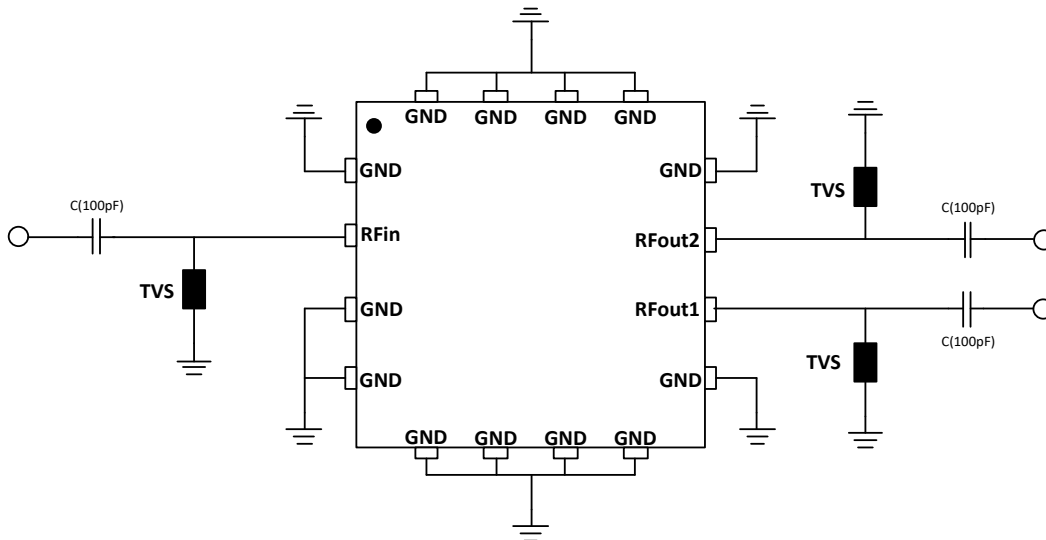 GND GND GND GND
GND GND
TVS
C(100pF) C(100pF)
RFin RFout2
TVS
GND RFout1
C(100pF)
TVS
GND GND
GND GND GND GND